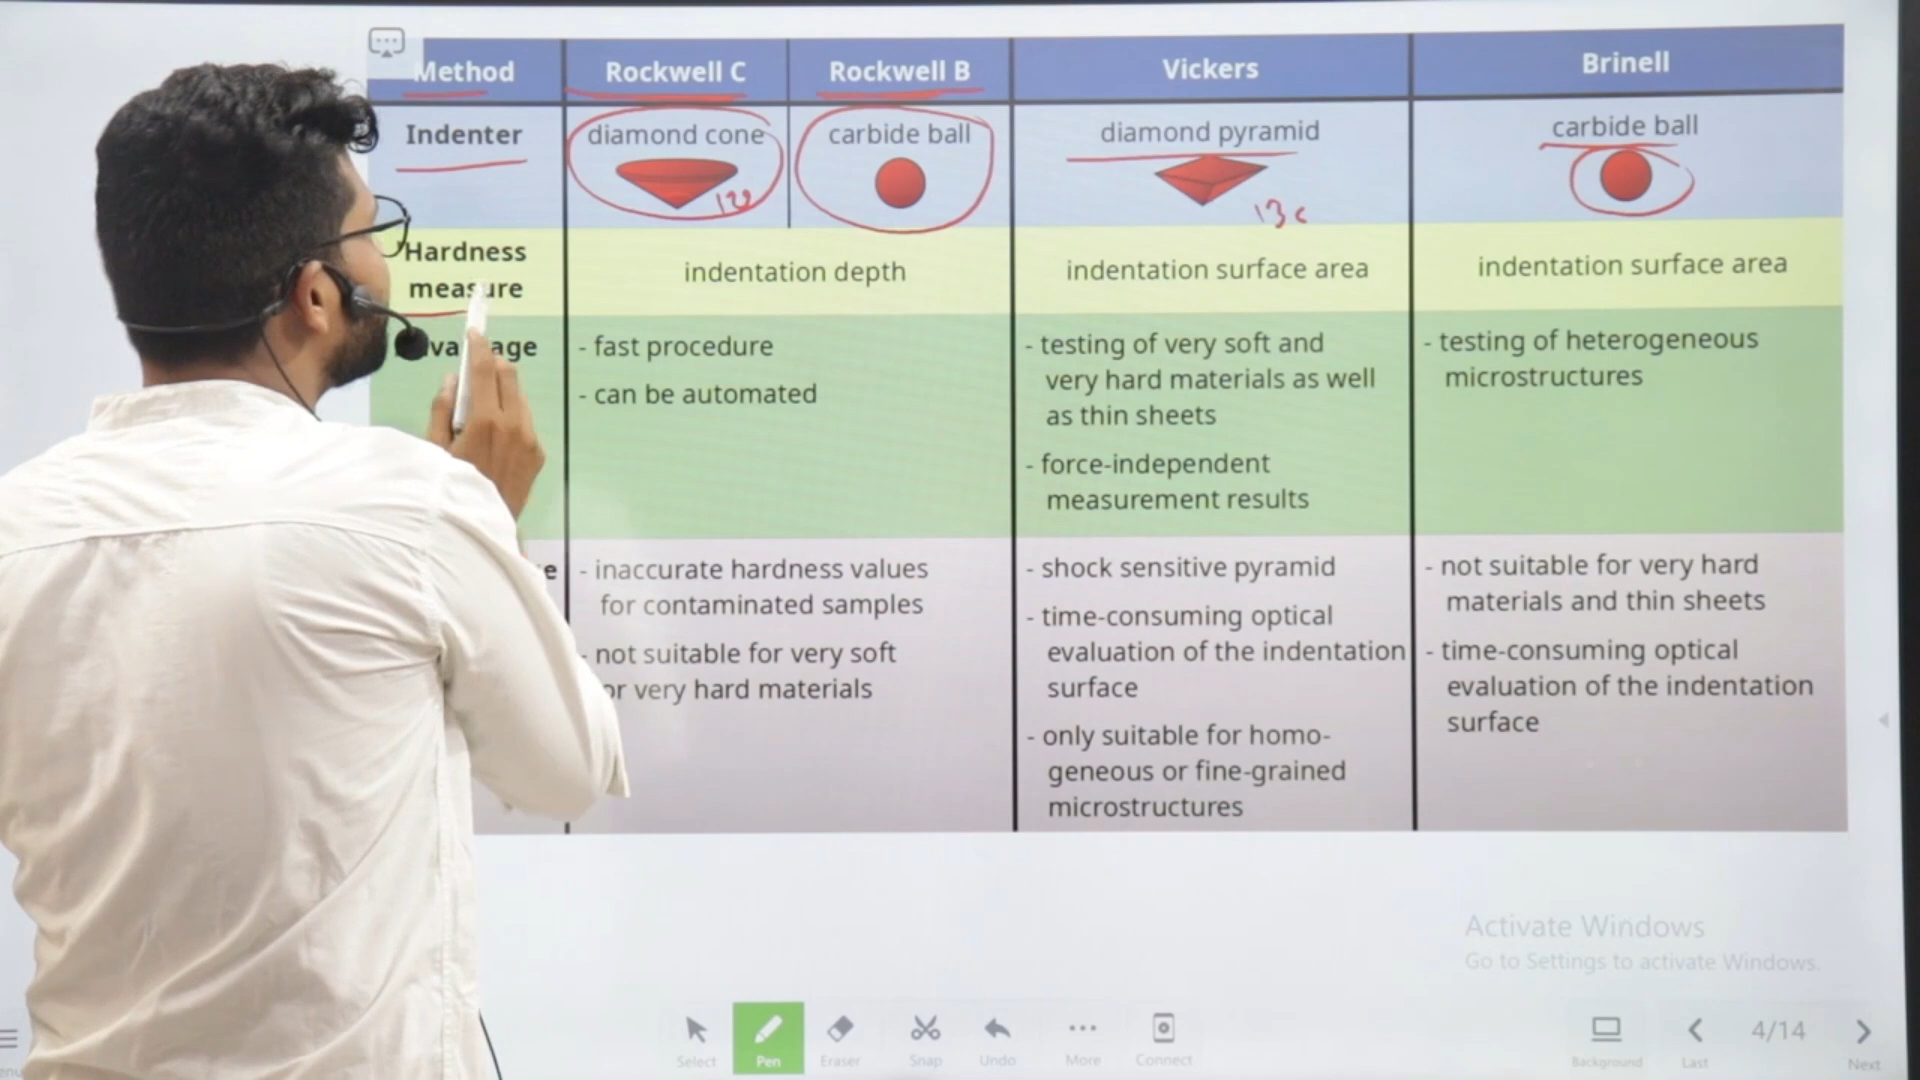 Method Rockwell C Rockwell B Vickers Brinell
Indenter diamond cone carbide ball diamond pyramid carbide ball
120 136
Hardness
measure
indentation depth indentation surface area indentation surface area
- fast procedure
- can be automated
- testing of very soft and
very hard materials as well
as thin sheets
- force-independent
measurement results
- testing of heterogeneous
microstructures
- inaccurate hardness values
for contaminated samples
- not suitable for very soft
or very hard materials
- shock sensitive pyramid
- time-consuming optical
evaluation of the indentation
surface
- only suitable for homo-
geneous or fine-grained
microstructures
- not suitable for very hard
materials and thin sheets
- time-consuming optical
evaluation of the indentation
surface
Activate Windows
Go to Settings to activate Windows.
Select Pen Eraser Snap Undo More Connect Background Last 4/14 Next